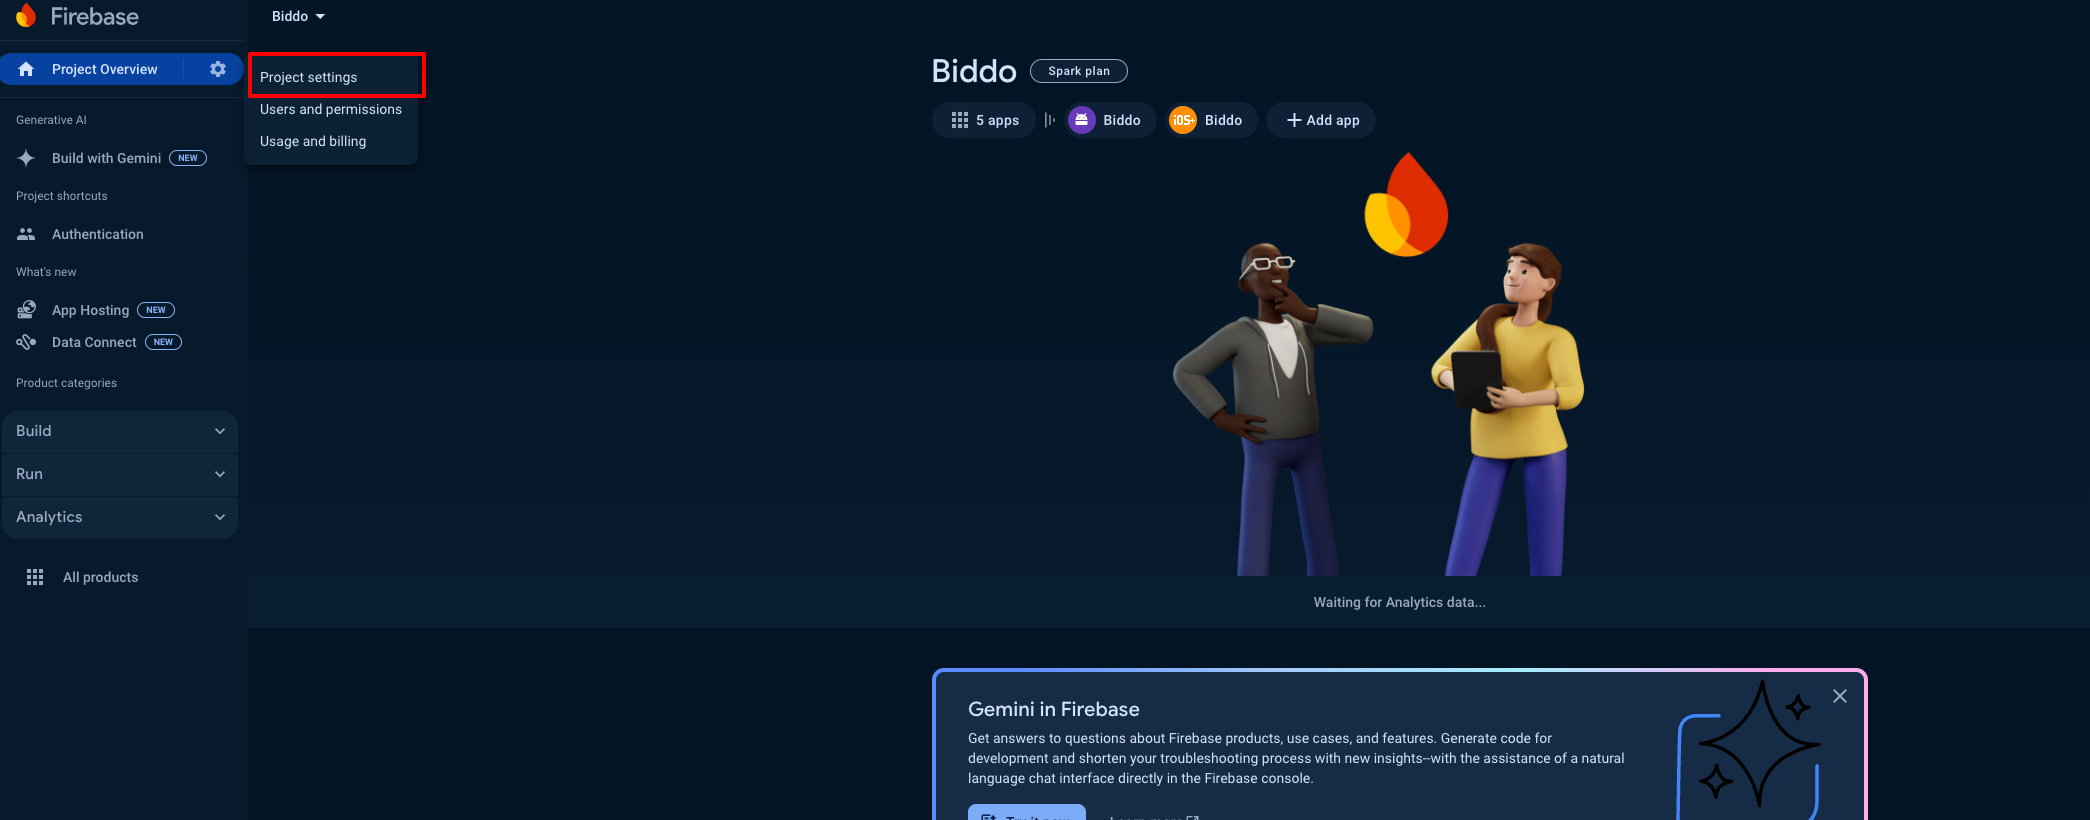 Firebase
Biddo
Project Overview
Project settings
Users and permissions
Usage and billing
Generative AI
Build with Gemini NEW
Project shortcuts
Authentication
What's new
App Hosting NEW
Data Connect NEW
Product categories
Build
Run
Analytics
All products
Biddo Spark plan
5 apps Biddo iOS+ Biddo Add app
Waiting for Analytics data...
Gemini in Firebase
Get answers to questions about Firebase products, use cases, and features. Generate code for
development and shorten your troubleshooting process with new insights–with the assistance of a natural
language chat interface directly in the Firebase console.